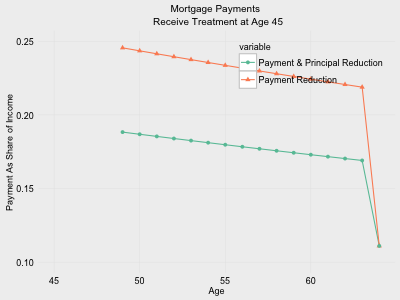 Mortgage Payments
Receive Treatment at Age 45
variable
Payment & Principal Reduction
Payment Reduction
Payment As Share of Income
0.25
0.20
0.15
0.10
45 50 55 60
Age